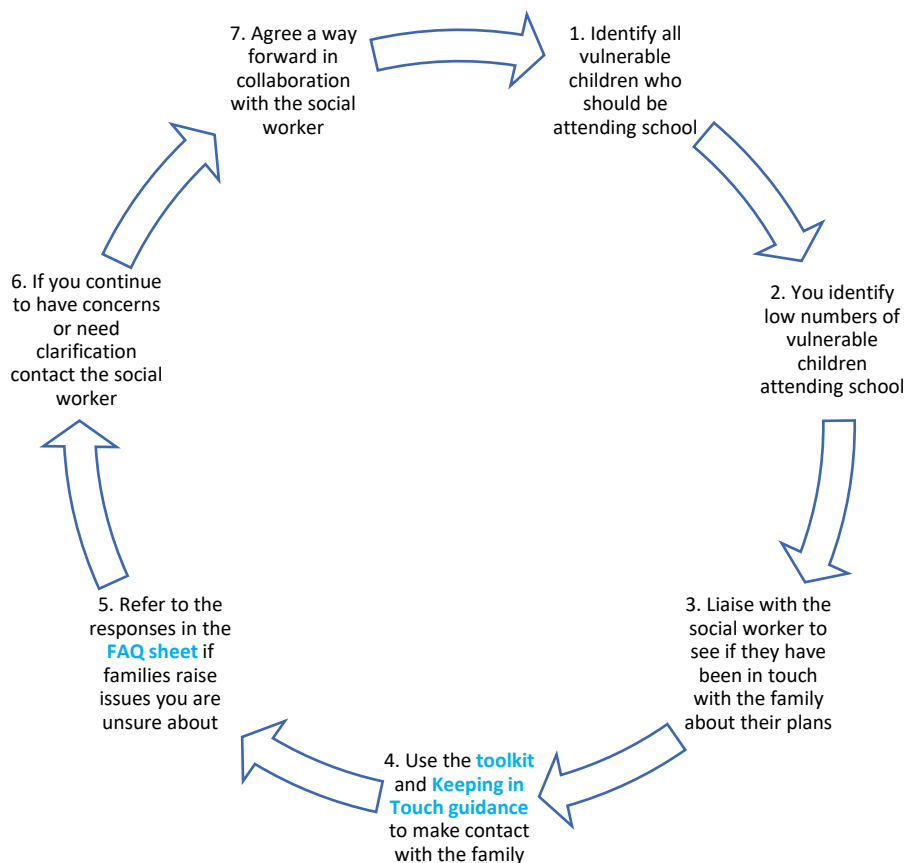 1. Identify all
vulnerable
children who
should be
attending school
2. You identify
low numbers of
vulnerable
children
attending school
3. Liaise with the
social worker to
see if they have
been in touch
with the family
about their plans
4. Use the toolkit
and Keeping in
Touch guidance
to make contact
with the family
5. Refer to the
responses in the
FAQ sheet if
families raise
issues you are
unsure about
6. If you continue
to have concerns
or need
clarification
contact the social
worker
7. Agree a way
forward in
collaboration
with the social
worker